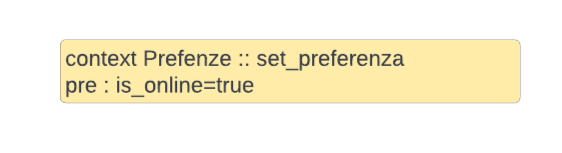 context Prefenze :: set_preferenza
pre : is_online=true